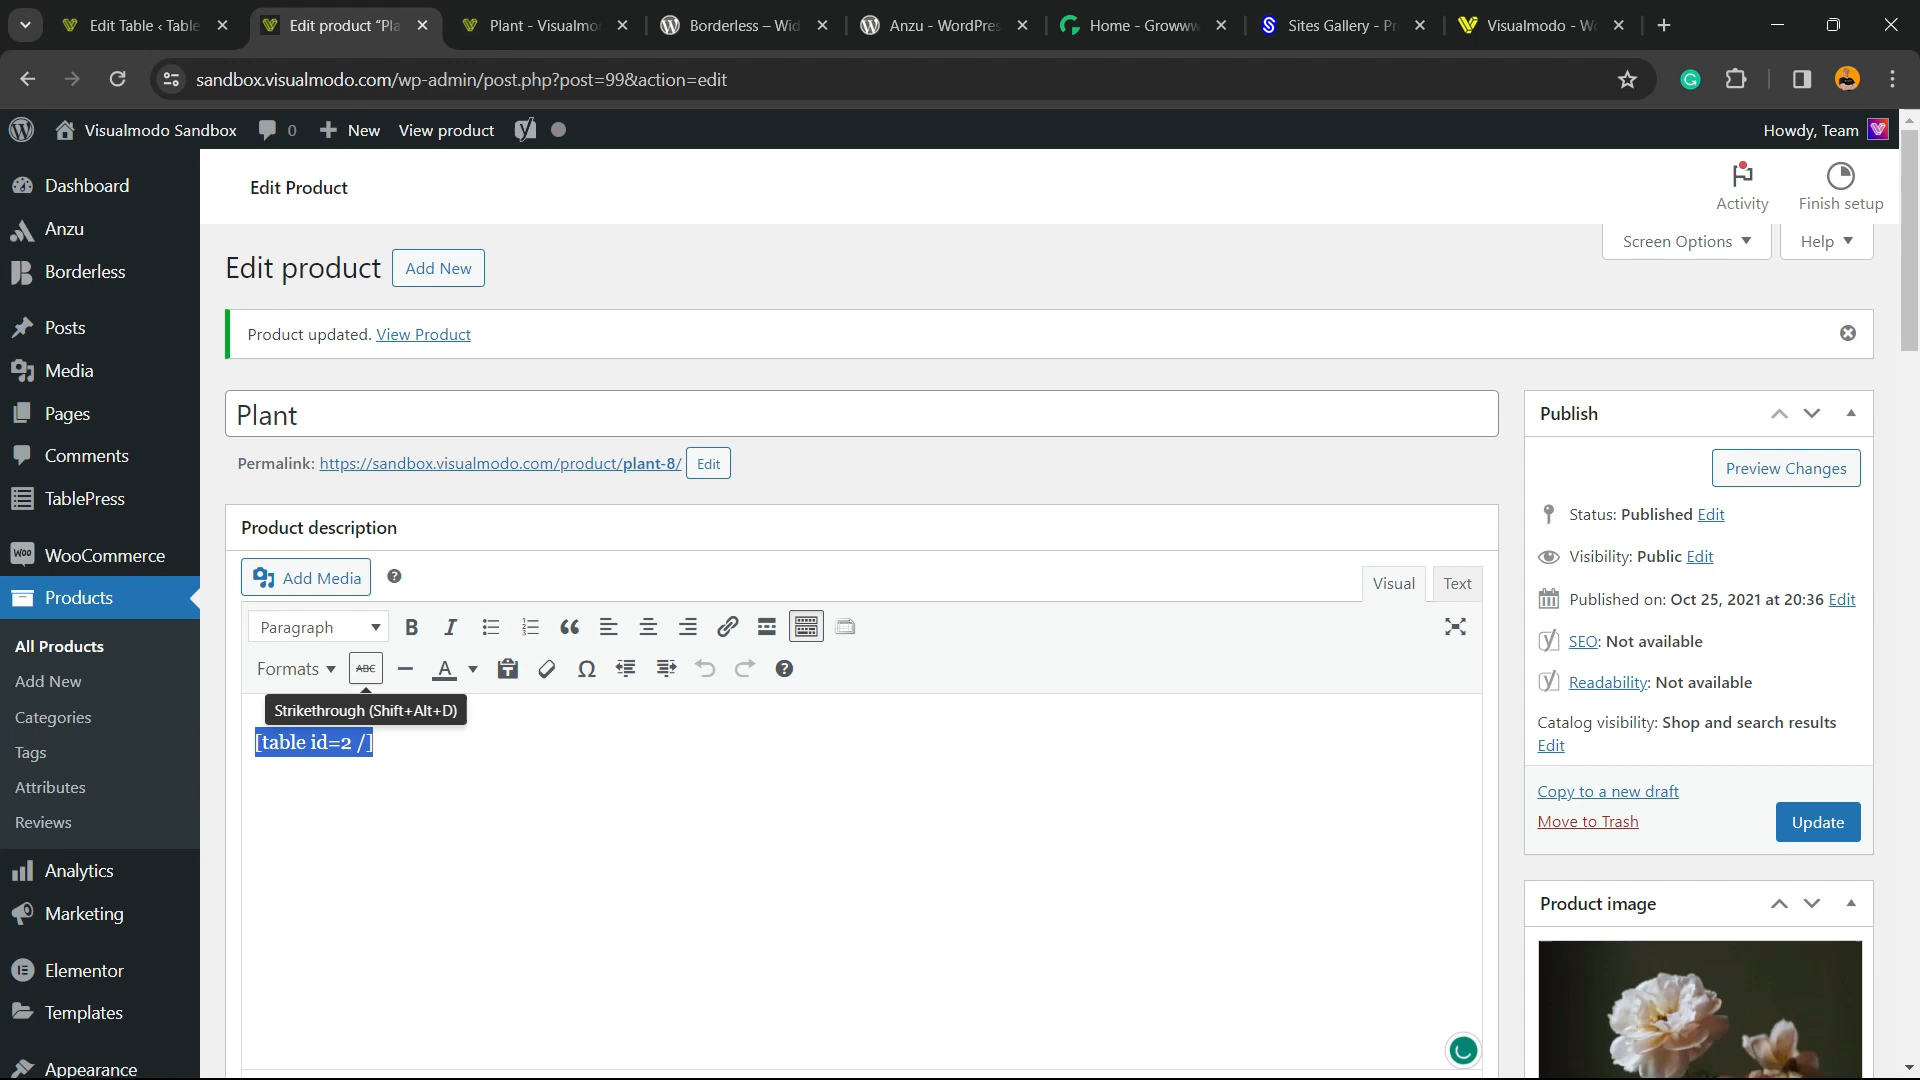 Edit Table ‹ Table
Edit product “Pla
Plant - Visualmo
Borderless – Wid
Anzu - WordPres
Home - Growww
Sites Gallery - Pr
Visualmodo - Wo
sandbox.visualmodo.com/wp-admin/post.php?post=99&action=edit
Visualmodo Sandbox
0
New
View product
Howdy, Team
Dashboard
Anzu
Borderless
Posts
Media
Pages
Comments
TablePress
WooCommerce
Products
All Products
Add New
Categories
Tags
Attributes
Reviews
Analytics
Marketing
Elementor
Templates
Appearance
Edit Product
Activity
Finish setup
Screen Options
Help
Edit product
Add New
Product updated. View Product
Plant
Permalink: https://sandbox.visualmodo.com/product/plant-8/ Edit
Product description
Add Media
Visual
Text
Paragraph
Formats
ABC
Strikethrough (Shift+Alt+D)
[table id=2 /]
Publish
Preview Changes
Status: Published Edit
Visibility: Public Edit
Published on: Oct 25, 2021 at 20:36 Edit
SEO: Not available
Readability: Not available
Catalog visibility: Shop and search results
Edit
Copy to a new draft
Move to Trash
Update
Product image